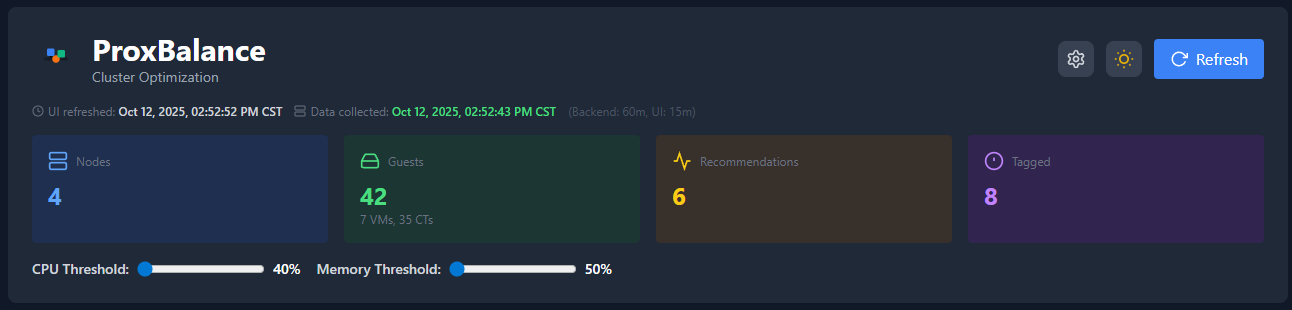 ProxBalance
Cluster Optimization
Refresh
UI refreshed: Oct 12, 2025, 02:52:52 PM CST Data collected: Oct 12, 2025, 02:52:43 PM CST (Backend: 60m, UI: 15m)
Nodes
4
Guests
42
7 VMs, 35 CTs
Recommendations
6
Tagged
8
CPU Threshold: 40% Memory Threshold: 50%